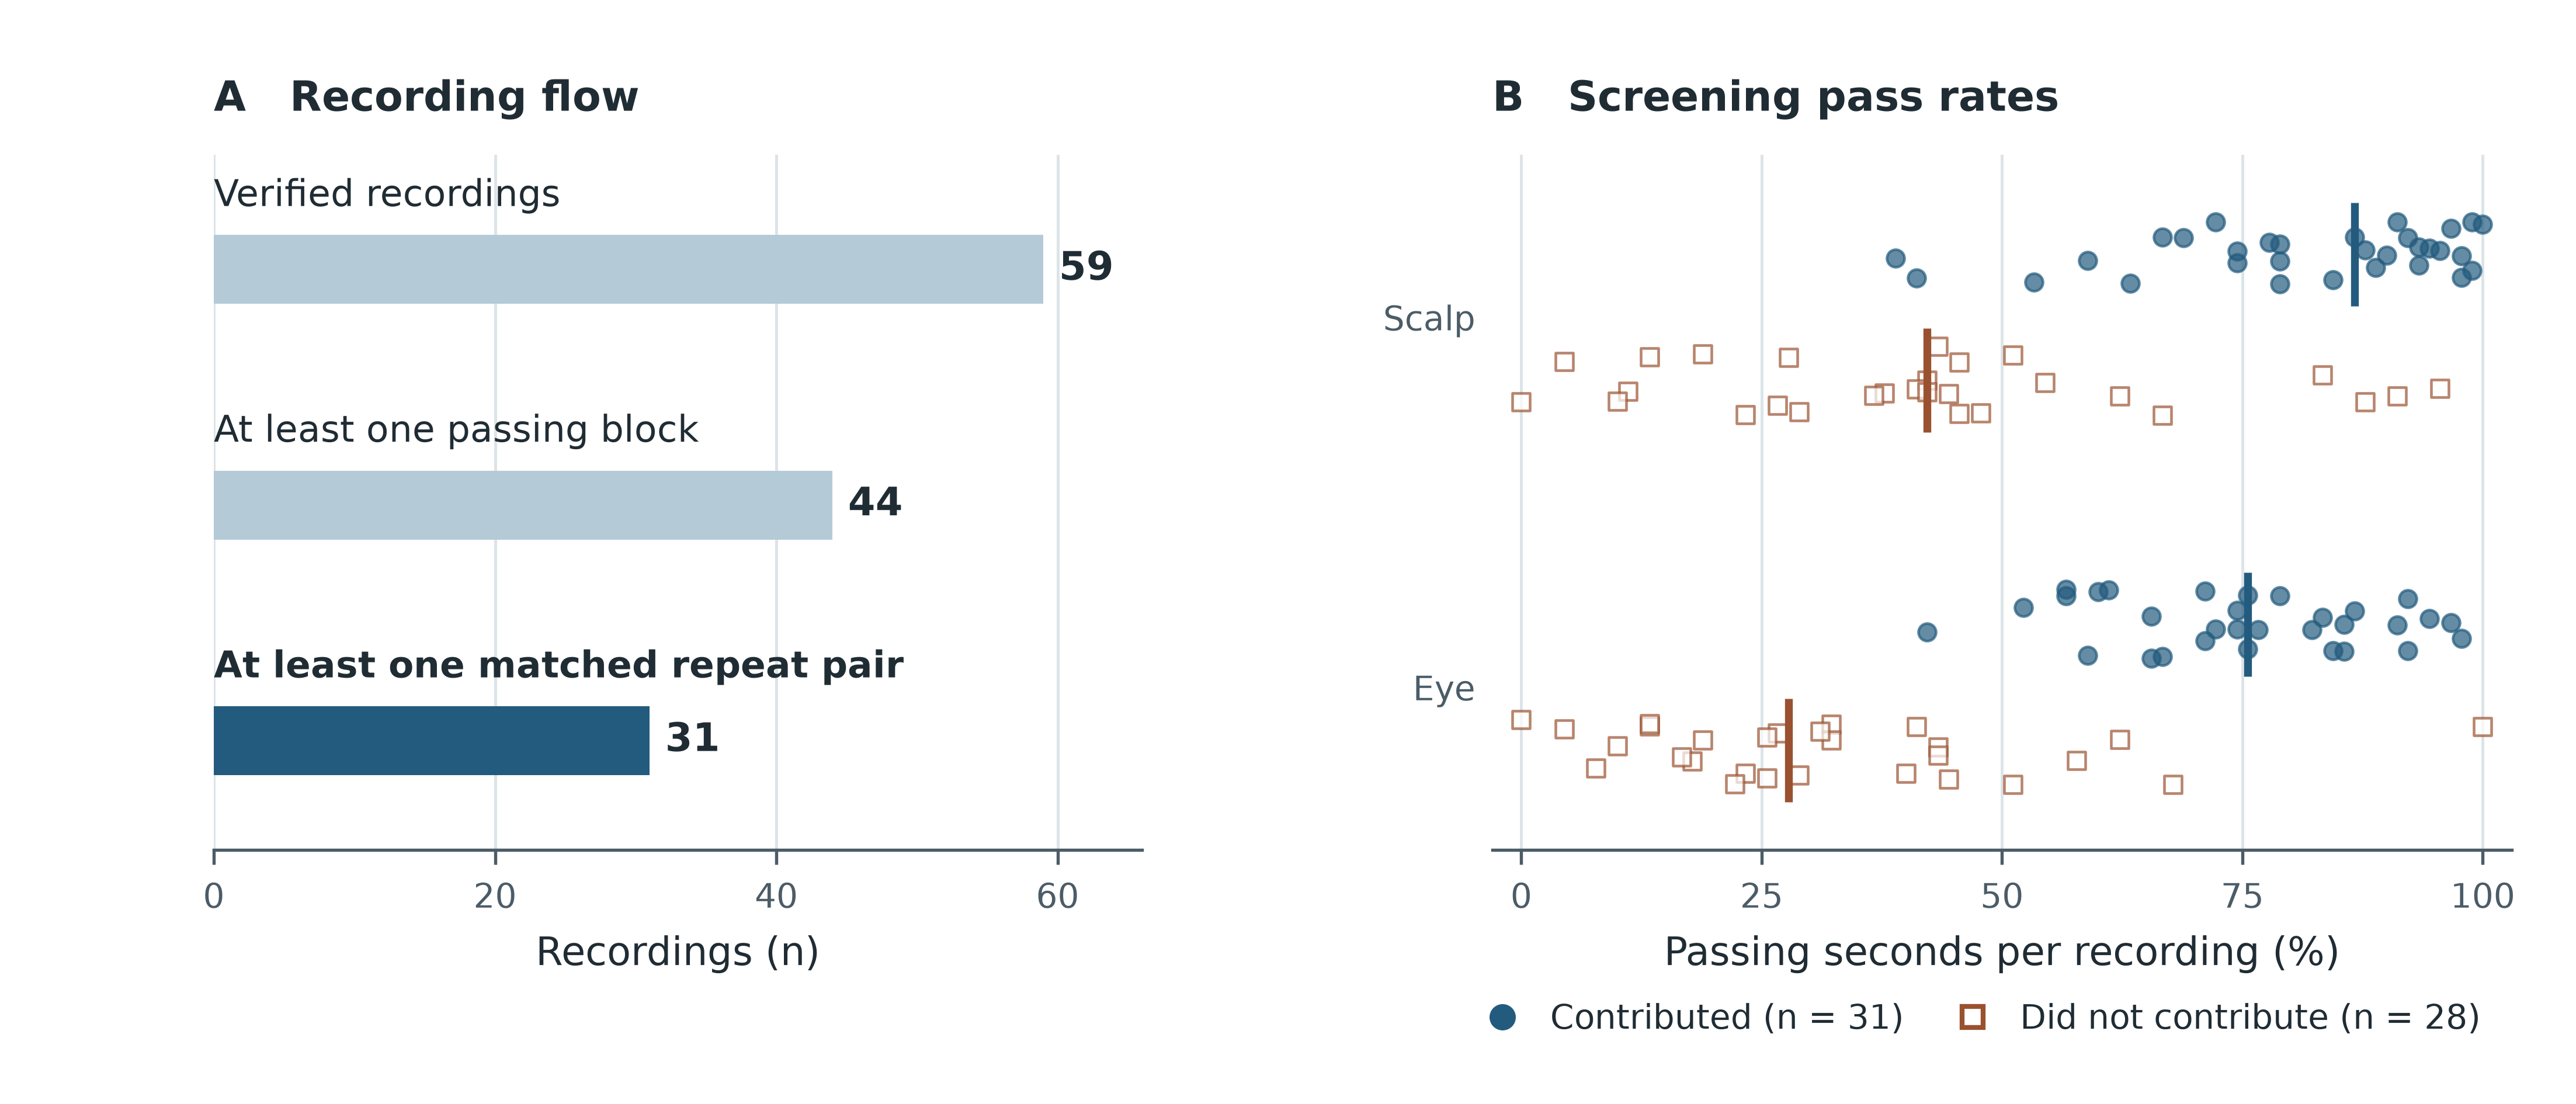 A Recording flow
Verified recordings
59
At least one passing block
44
At least one matched repeat pair
31
0 20 40 60
Recordings (n)
B Screening pass rates
Scalp
Eye
0 25 50 75 100
Passing seconds per recording (%)
Contributed (n = 31) Did not contribute (n = 28)